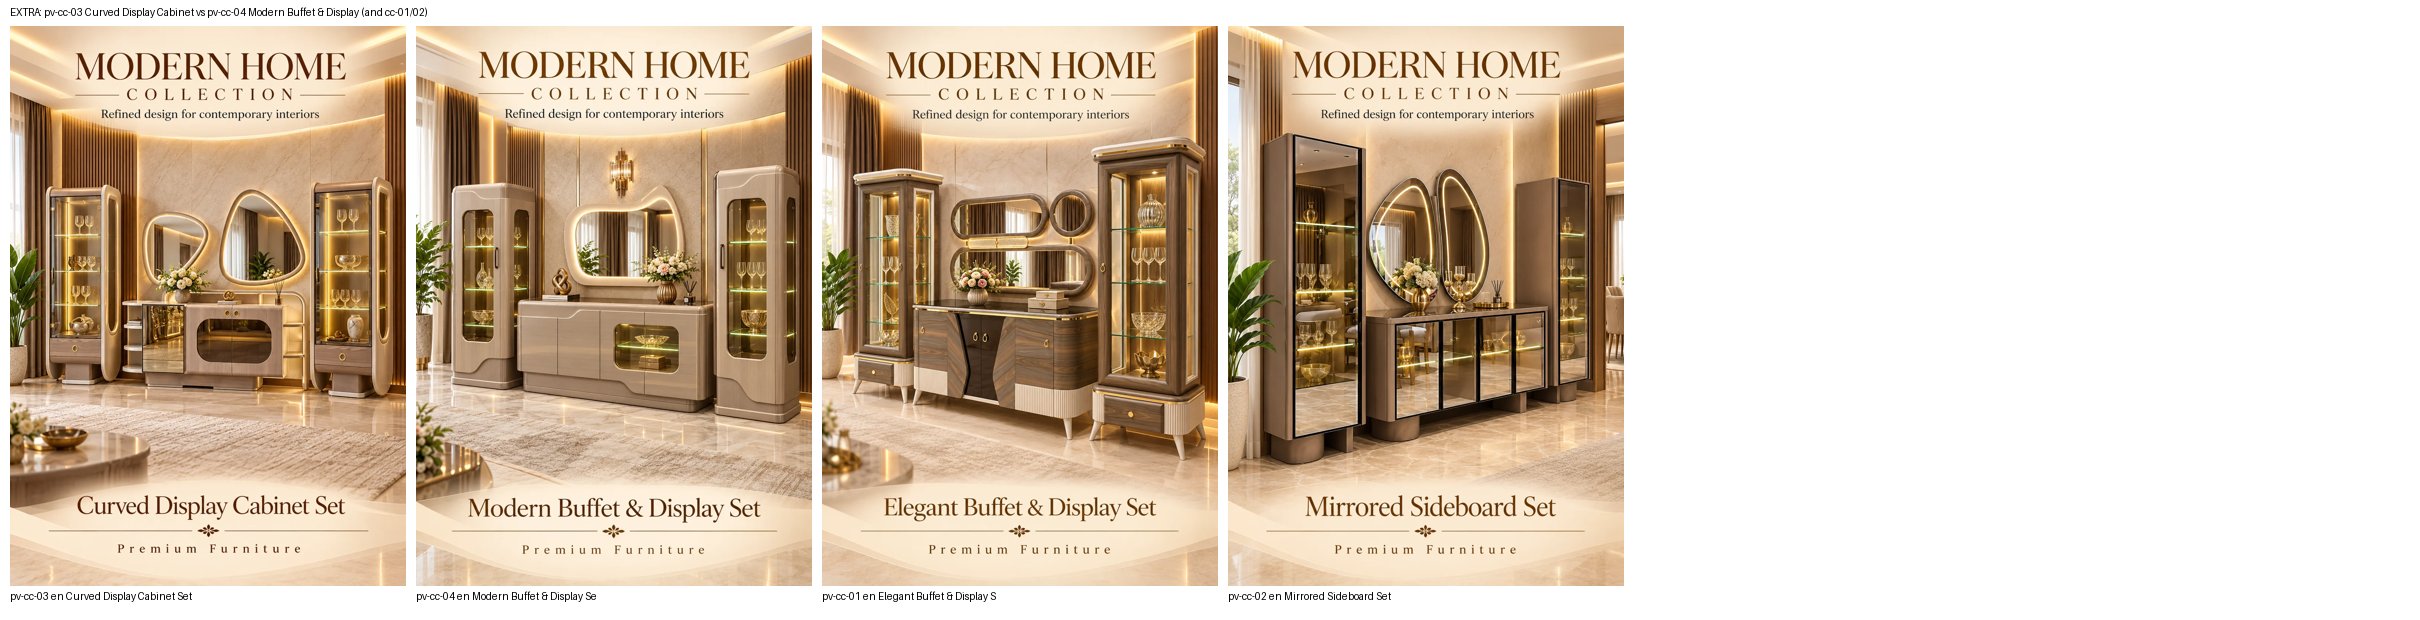 EXTRA: pv-cc-03 Curved Display Cabinet vs pv-cc-04 Modern Buffet & Display (and cc-01/02)
MODERN HOME
COLLECTION
Refined design for contemporary interiors
Curved Display Cabinet Set
Premium Furniture
pv-cc-03 en Curved Display Cabinet Set
MODERN HOME
COLLECTION
Refined design for contemporary interiors
Modern Buffet & Display Set
Premium Furniture
pv-cc-04 en Modern Buffet & Display Se
MODERN HOME
COLLECTION
Refined design for contemporary interiors
Elegant Buffet & Display Set
Premium Furniture
pv-cc-01 en Elegant Buffet & Display S
MODERN HOME
COLLECTION
Refined design for contemporary interiors
Mirrored Sideboard Set
Premium Furniture
pv-cc-02 en Mirrored Sideboard Set